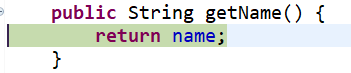 public String getName() {
return name;
}